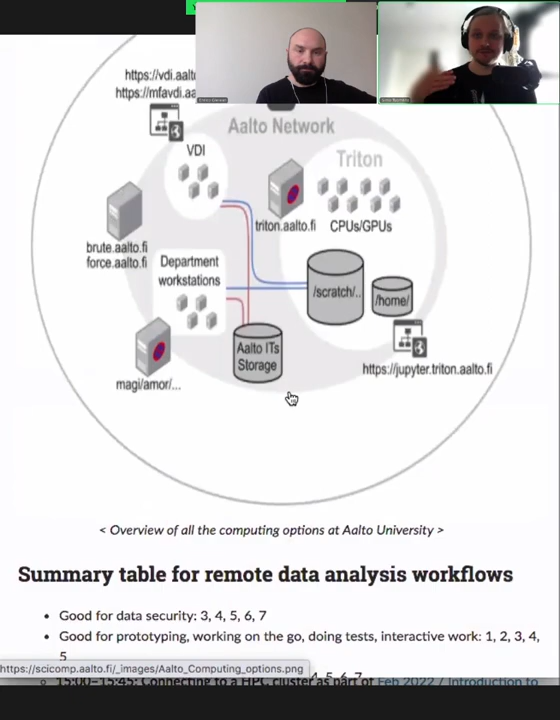 https://vdi.aalt
https://mfavdi.aa
Aalto Network
VDI
Triton
triton.aalto.fi
CPUs/GPUs
brute.aalto.fi
force.aalto.fi
Department
workstations
/scratch/..
/home/
Aalto ITs
Storage
https://jupyter.triton.aalto.fi
magi/amor/...
< Overview of all the computing options at Aalto University >
Summary table for remote data analysis workflows
• Good for data security: 3, 4, 5, 6, 7
• Good for prototyping, working on the go, doing tests, interactive work: 1, 2, 3, 4,
5
https://scicomp.aalto.fi/_images/Aalto_Computing_options.png
4, 5, 6, 7
15:00–15:45: Connecting to a HPC cluster as part of Feb 2022 / Introduction to